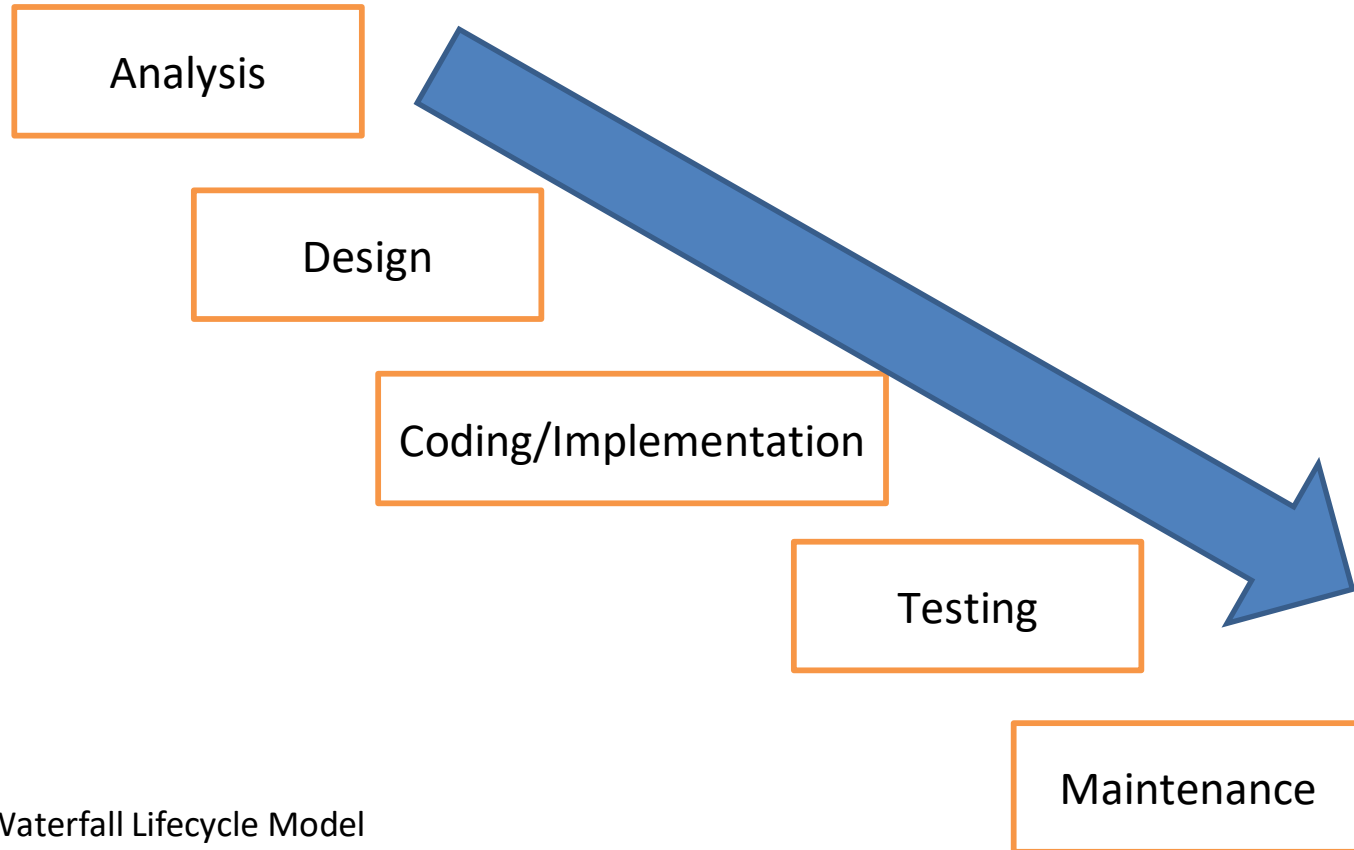 Analysis
Design
Coding/Implementation
Testing
Maintenance
Waterfall Lifecycle Model